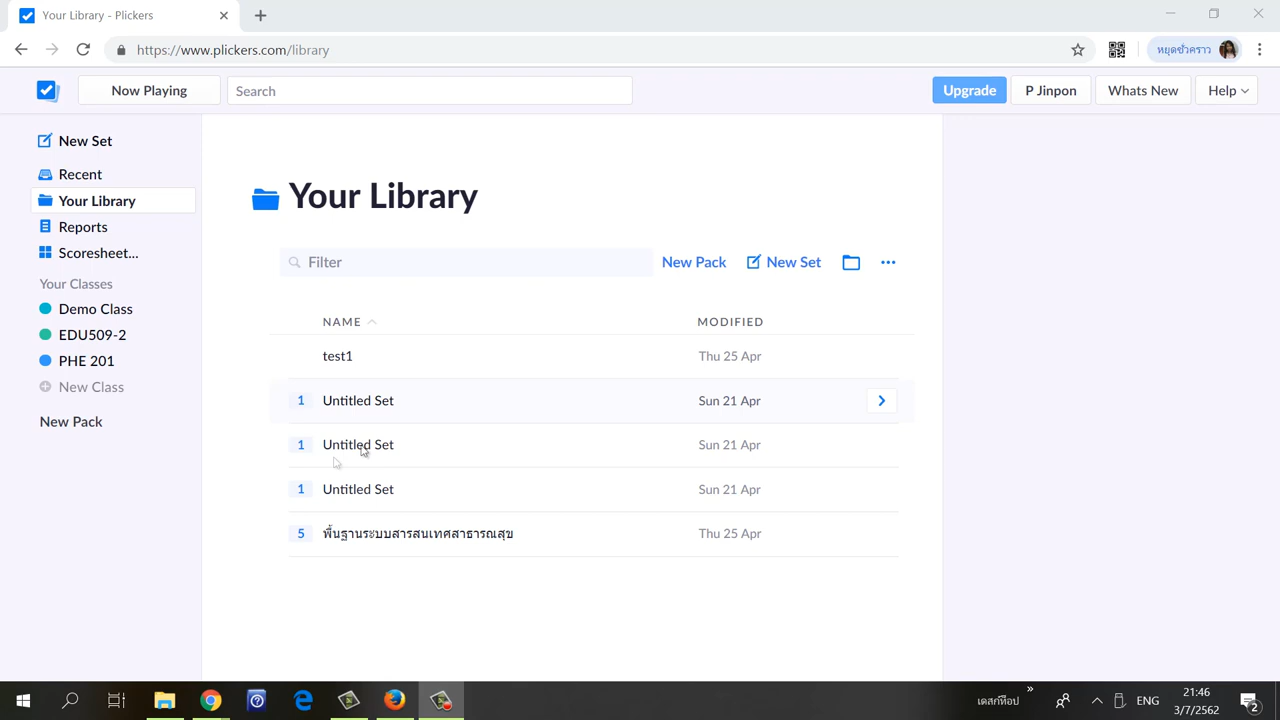 Your Library - Plickers
https://www.plickers.com/library
หยุดชั่วคราว
Now Playing
Search
Upgrade
P Jinpon
Whats New
Help
New Set
Recent
Your Library
Reports
Scoresheet...
Your Classes
Demo Class
EDU509-2
PHE 201
New Class
New Pack
Your Library
Filter
New Pack
New Set
NAME
MODIFIED
test1
Thu 25 Apr
1
Untitled Set
Sun 21 Apr
1
Untitled Set
Sun 21 Apr
1
Untitled Set
Sun 21 Apr
5
พื้นฐานระบบสารสนเทศสาธารณสุข
Thu 25 Apr
เดสก์ท็อป
ENG
21:46
3/7/2562
2